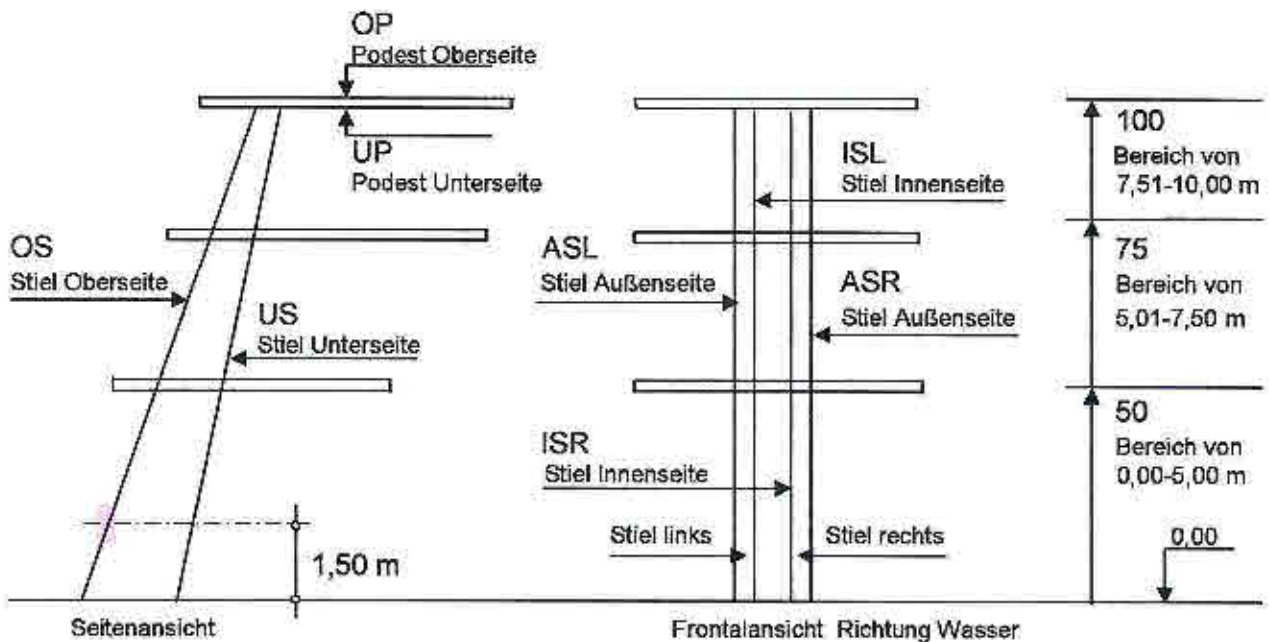 OP
Podest Oberseite
UP
Podest Unterseite
OS
Stiel Oberseite
US
Stiel Unterseite
1,50 m
Seitenansicht
ISL
Stiel Innenseite
ASL
Stiel Außenseite
ASR
Stiel Außenseite
ISR
Stiel Innenseite
Stiel links
Stiel rechts
Frontalansicht Richtung Wasser
100
Bereich von
7,51-10,00 m
75
Bereich von
5,01-7,50 m
50
Bereich von
0,00-5,00 m
0,00